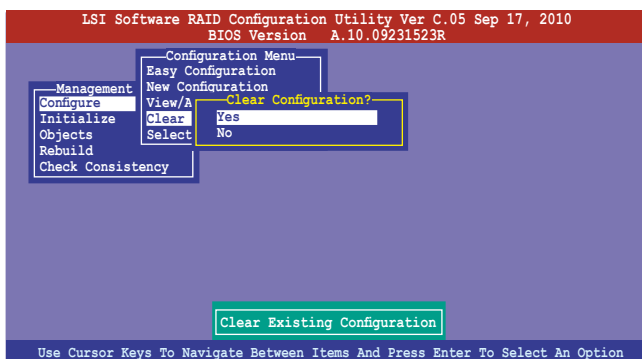 LSI Software RAID Configuration Utility Ver C.05 Sep 17, 2010
BIOS Version A.10.09231523R
Configuration Menu
Easy Configuration
New Configuration
View/A
Clear
Select
Management
Configure
Initialize
Objects
Rebuild
Check Consistency
Clear Configuration?
Yes
No
Clear Existing Configuration
Use Cursor Keys To Navigate Between Items And Press Enter To Select An Option